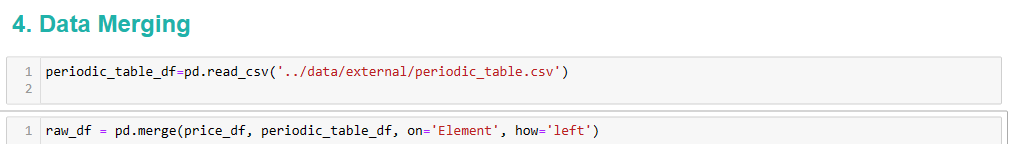 4. Data Merging
1 periodic_table_df=pd.read_csv('../data/external/periodic_table.csv')
2
1 raw_df = pd.merge(price_df, periodic_table_df, on='Element', how='left')